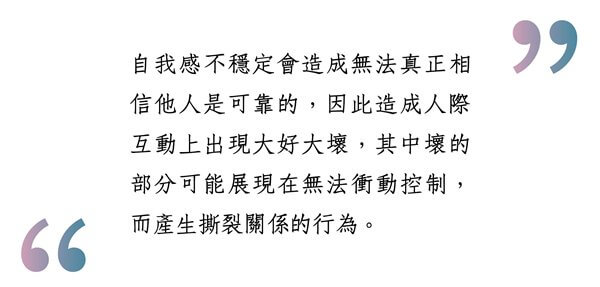 自我感不穩定會造成無法真正相
信他人是可靠的，因此造成人際
互動上出現大好大壞，其中壞的
部分可能展現在無法衝動控制，
而產生撕裂關係的行為。